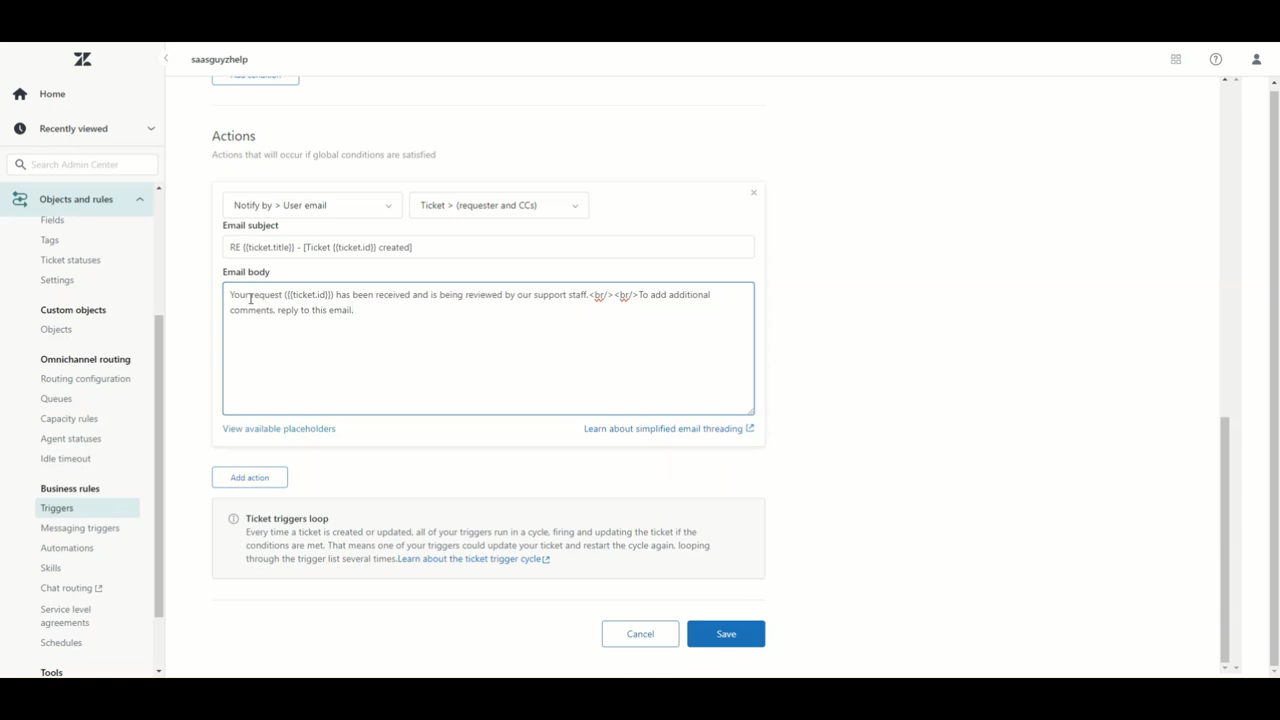 saasguyzhelp
Home
Recently viewed
Search Admin Center
Objects and rules
Fields
Tags
Ticket statuses
Settings
Custom objects
Objects
Omnichannel routing
Routing configuration
Queues
Capacity rules
Agent statuses
Idle timeout
Business rules
Triggers
Messaging triggers
Automations
Skills
Chat routing
Service level
agreements
Schedules
Tools
Add condition
Actions
Actions that will occur if global conditions are satisfied
Notify by > User email
Ticket > (requester and CCs)
Email subject
RE {{ticket.title}} - [Ticket {{ticket.id}} created]
Email body
Your request ({{ticket.id}}) has been received and is being reviewed by our support staff.<br/><br/>To add additional
comments, reply to this email.
View available placeholders
Learn about simplified email threading
Add action
Ticket triggers loop
Every time a ticket is created or updated, all of your triggers run in a cycle, firing and updating the ticket if the
conditions are met. That means one of your triggers could update your ticket and restart the cycle again, looping
through the trigger list several times.Learn about the ticket trigger cycle
Cancel
Save